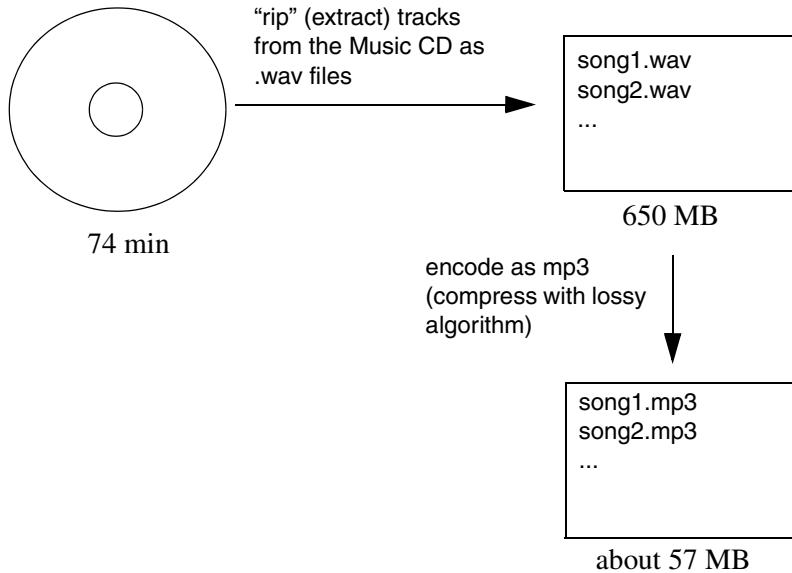 “rip” (extract) tracks
from the Music CD as
.wav files
song1.wav
song2.wav
...
74 min
650 MB
encode as mp3
(compress with lossy
algorithm)
song1.mp3
song2.mp3
...
about 57 MB